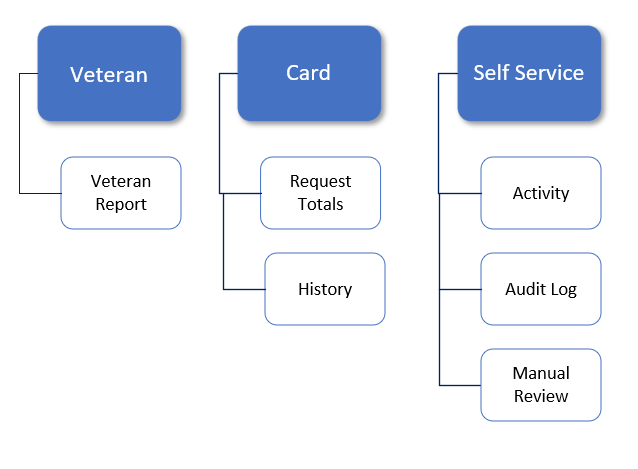 Veteran
Veteran
Report
Card
Request
Totals
History
Self Service
Activity
Audit Log
Manual
Review